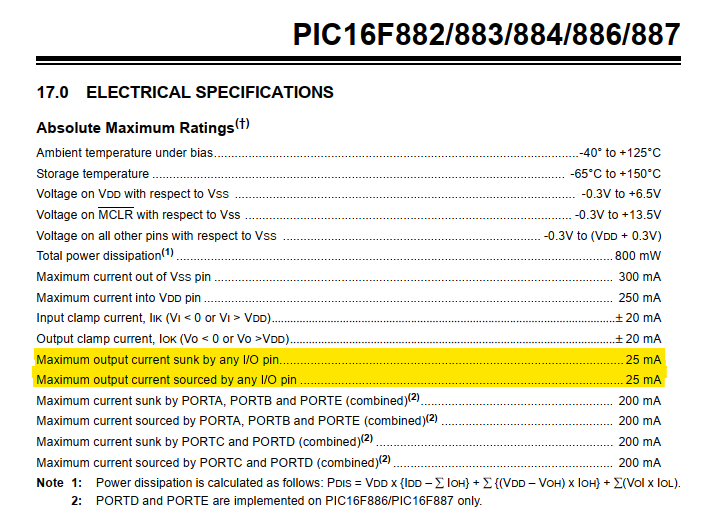 PIC16F882/883/884/886/887
17.0 ELECTRICAL SPECIFICATIONS
Absolute Maximum Ratings(†)
Ambient temperature under bias..........-40° to +125°C
Storage temperature .......... -65°C to +150°C
Voltage on VDD with respect to VSS .......... -0.3V to +6.5V
Voltage on MCLR with respect to Vss .......... -0.3V to +13.5V
Voltage on all other pins with respect to VSS .......... -0.3V to (VDD + 0.3V)
Total power dissipation(1) .......... 800 mW
Maximum current out of VSS pin .......... 300 mA
Maximum current into VDD pin .......... 250 mA
Input clamp current, IIK (VI < 0 or VI > VDD)..........± 20 mA
Output clamp current, IOK (Vo < 0 or Vo >VDD)..........± 20 mA
Maximum output current sunk by any I/O pin..........25 mA
Maximum output current sourced by any I/O pin ..........25 mA
Maximum current sunk by PORTA, PORTB and PORTE (combined)(2).......... 200 mA
Maximum current sourced by PORTA, PORTB and PORTE (combined)(2) .......... 200 mA
Maximum current sunk by PORTC and PORTD (combined)(2) .......... 200 mA
Maximum current sourced by PORTC and PORTD (combined)(2) .......... 200 mA
Note 1: Power dissipation is calculated as follows: PDIS = VDD x {IDD – ∑ IOH} + ∑ {(VDD – VOH) x IOH} + ∑(VOl x IOL).
2: PORTD and PORTE are implemented on PIC16F886/PIC16F887 only.